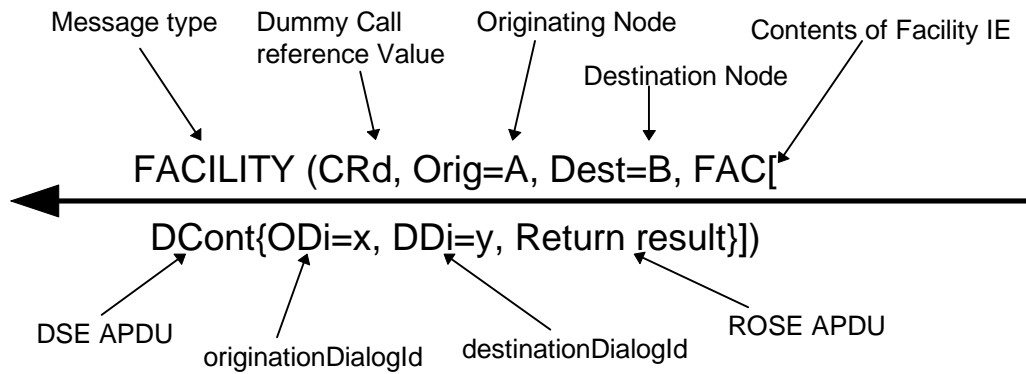 Message type
Dummy Call
reference Value
Originating Node
Contents of Facility IE
Destination Node
FACILITY (CRd, Orig=A, Dest=B, FAC[
DCont{ODi=x, DDi=y, Return result}])
DSE APDU
originationDialogId
destinationDialogId
ROSE APDU